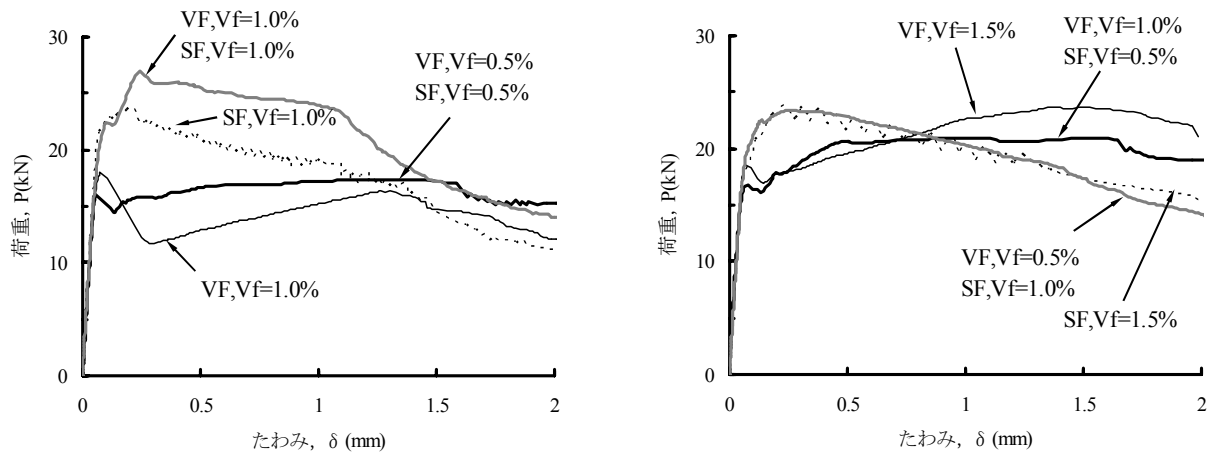 VF,Vf=1.0%
SF,Vf=1.0%
VF,Vf=0.5%
SF,Vf=0.5%
SF,Vf=1.0%
VF,Vf=1.0%
30
20
10
0
荷重, P(kN)
0
0.5
1
1.5
2
たわみ, δ (mm)
VF,Vf=1.5%
VF,Vf=1.0%
SF,Vf=0.5%
VF,Vf=0.5%
SF,Vf=1.0%
SF,Vf=1.5%
30
20
10
0
荷重, P(kN)
0
0.5
1
1.5
2
たわみ, δ (mm)